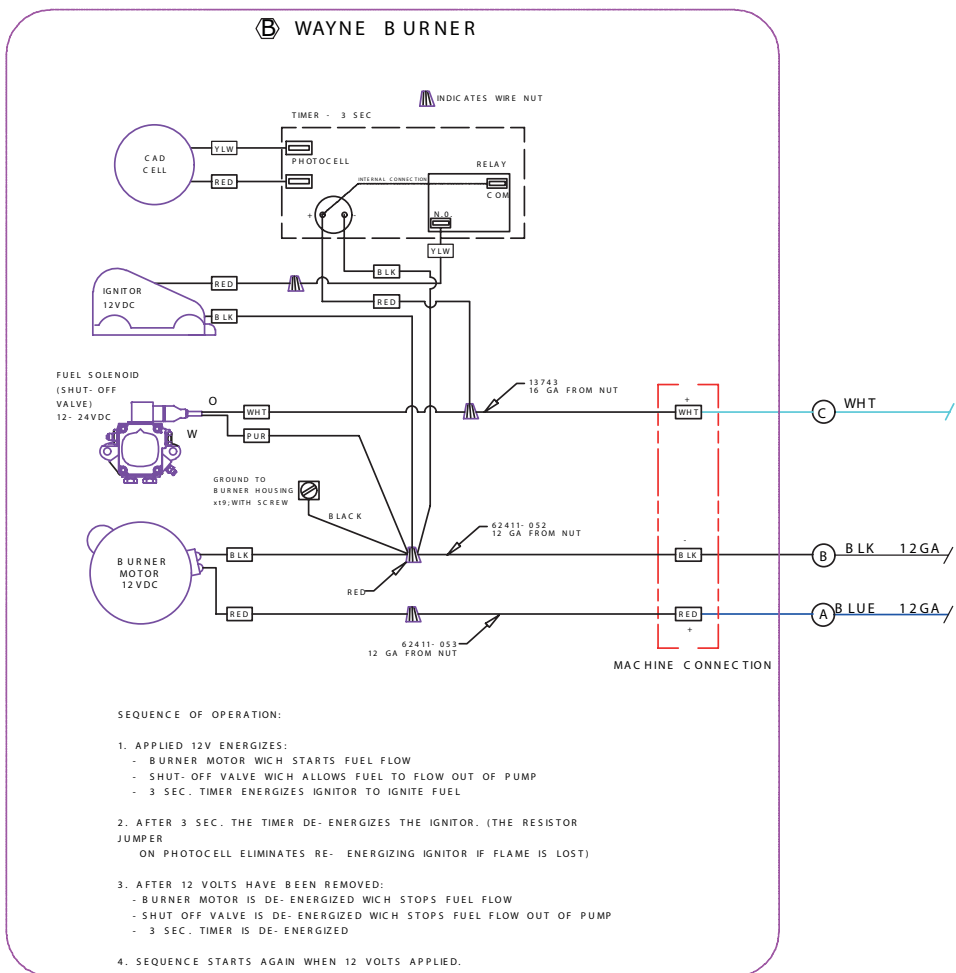 B WAYNE BURNER
INDICATES WIRE NUT
TIMER - 3 SEC
CAD
CELL
YLW
RED
PHOTOCELL
RELAY
INTERNAL CONNECTION
COM
N.O.
+ -
YLW
BLK
RED
IGNITOR
12VDC
RED
BLK
FUEL SOLENOID
(SHUT-OFF
VALVE)
12-24VDC
O
W
WHT
PUR
13743
16 GA FROM NUT
+
WHT
C WHT
GROUND TO
BURNER HOUSING
xt9;WITH SCREW
BLACK
62411-052
12 GA FROM NUT
BURNER
MOTOR
12VDC
BLK
-
BLK
B BLK 12GA
RED
RED
RED
+
A BLUE 12GA
62411-053
12 GA FROM NUT
MACHINE CONNECTION
SEQUENCE OF OPERATION:
1. APPLIED 12V ENERGIZES:
- BURNER MOTOR WICH STARTS FUEL FLOW
- SHUT-OFF VALVE WICH ALLOWS FUEL TO FLOW OUT OF PUMP
- 3 SEC. TIMER ENERGIZES IGNITOR TO IGNITE FUEL
2. AFTER 3 SEC. THE TIMER DE-ENERGIZES THE IGNITOR. (THE RESISTOR
JUMPER
ON PHOTOCELL ELIMINATES RE- ENERGIZING IGNITOR IF FLAME IS LOST)
3. AFTER 12 VOLTS HAVE BEEN REMOVED:
- BURNER MOTOR IS DE-ENERGIZED WICH STOPS FUEL FLOW
- SHUT OFF VALVE IS DE-ENERGIZED WICH STOPS FUEL FLOW OUT OF PUMP
- 3 SEC. TIMER IS DE-ENERGIZED
4. SEQUENCE STARTS AGAIN WHEN 12 VOLTS APPLIED.